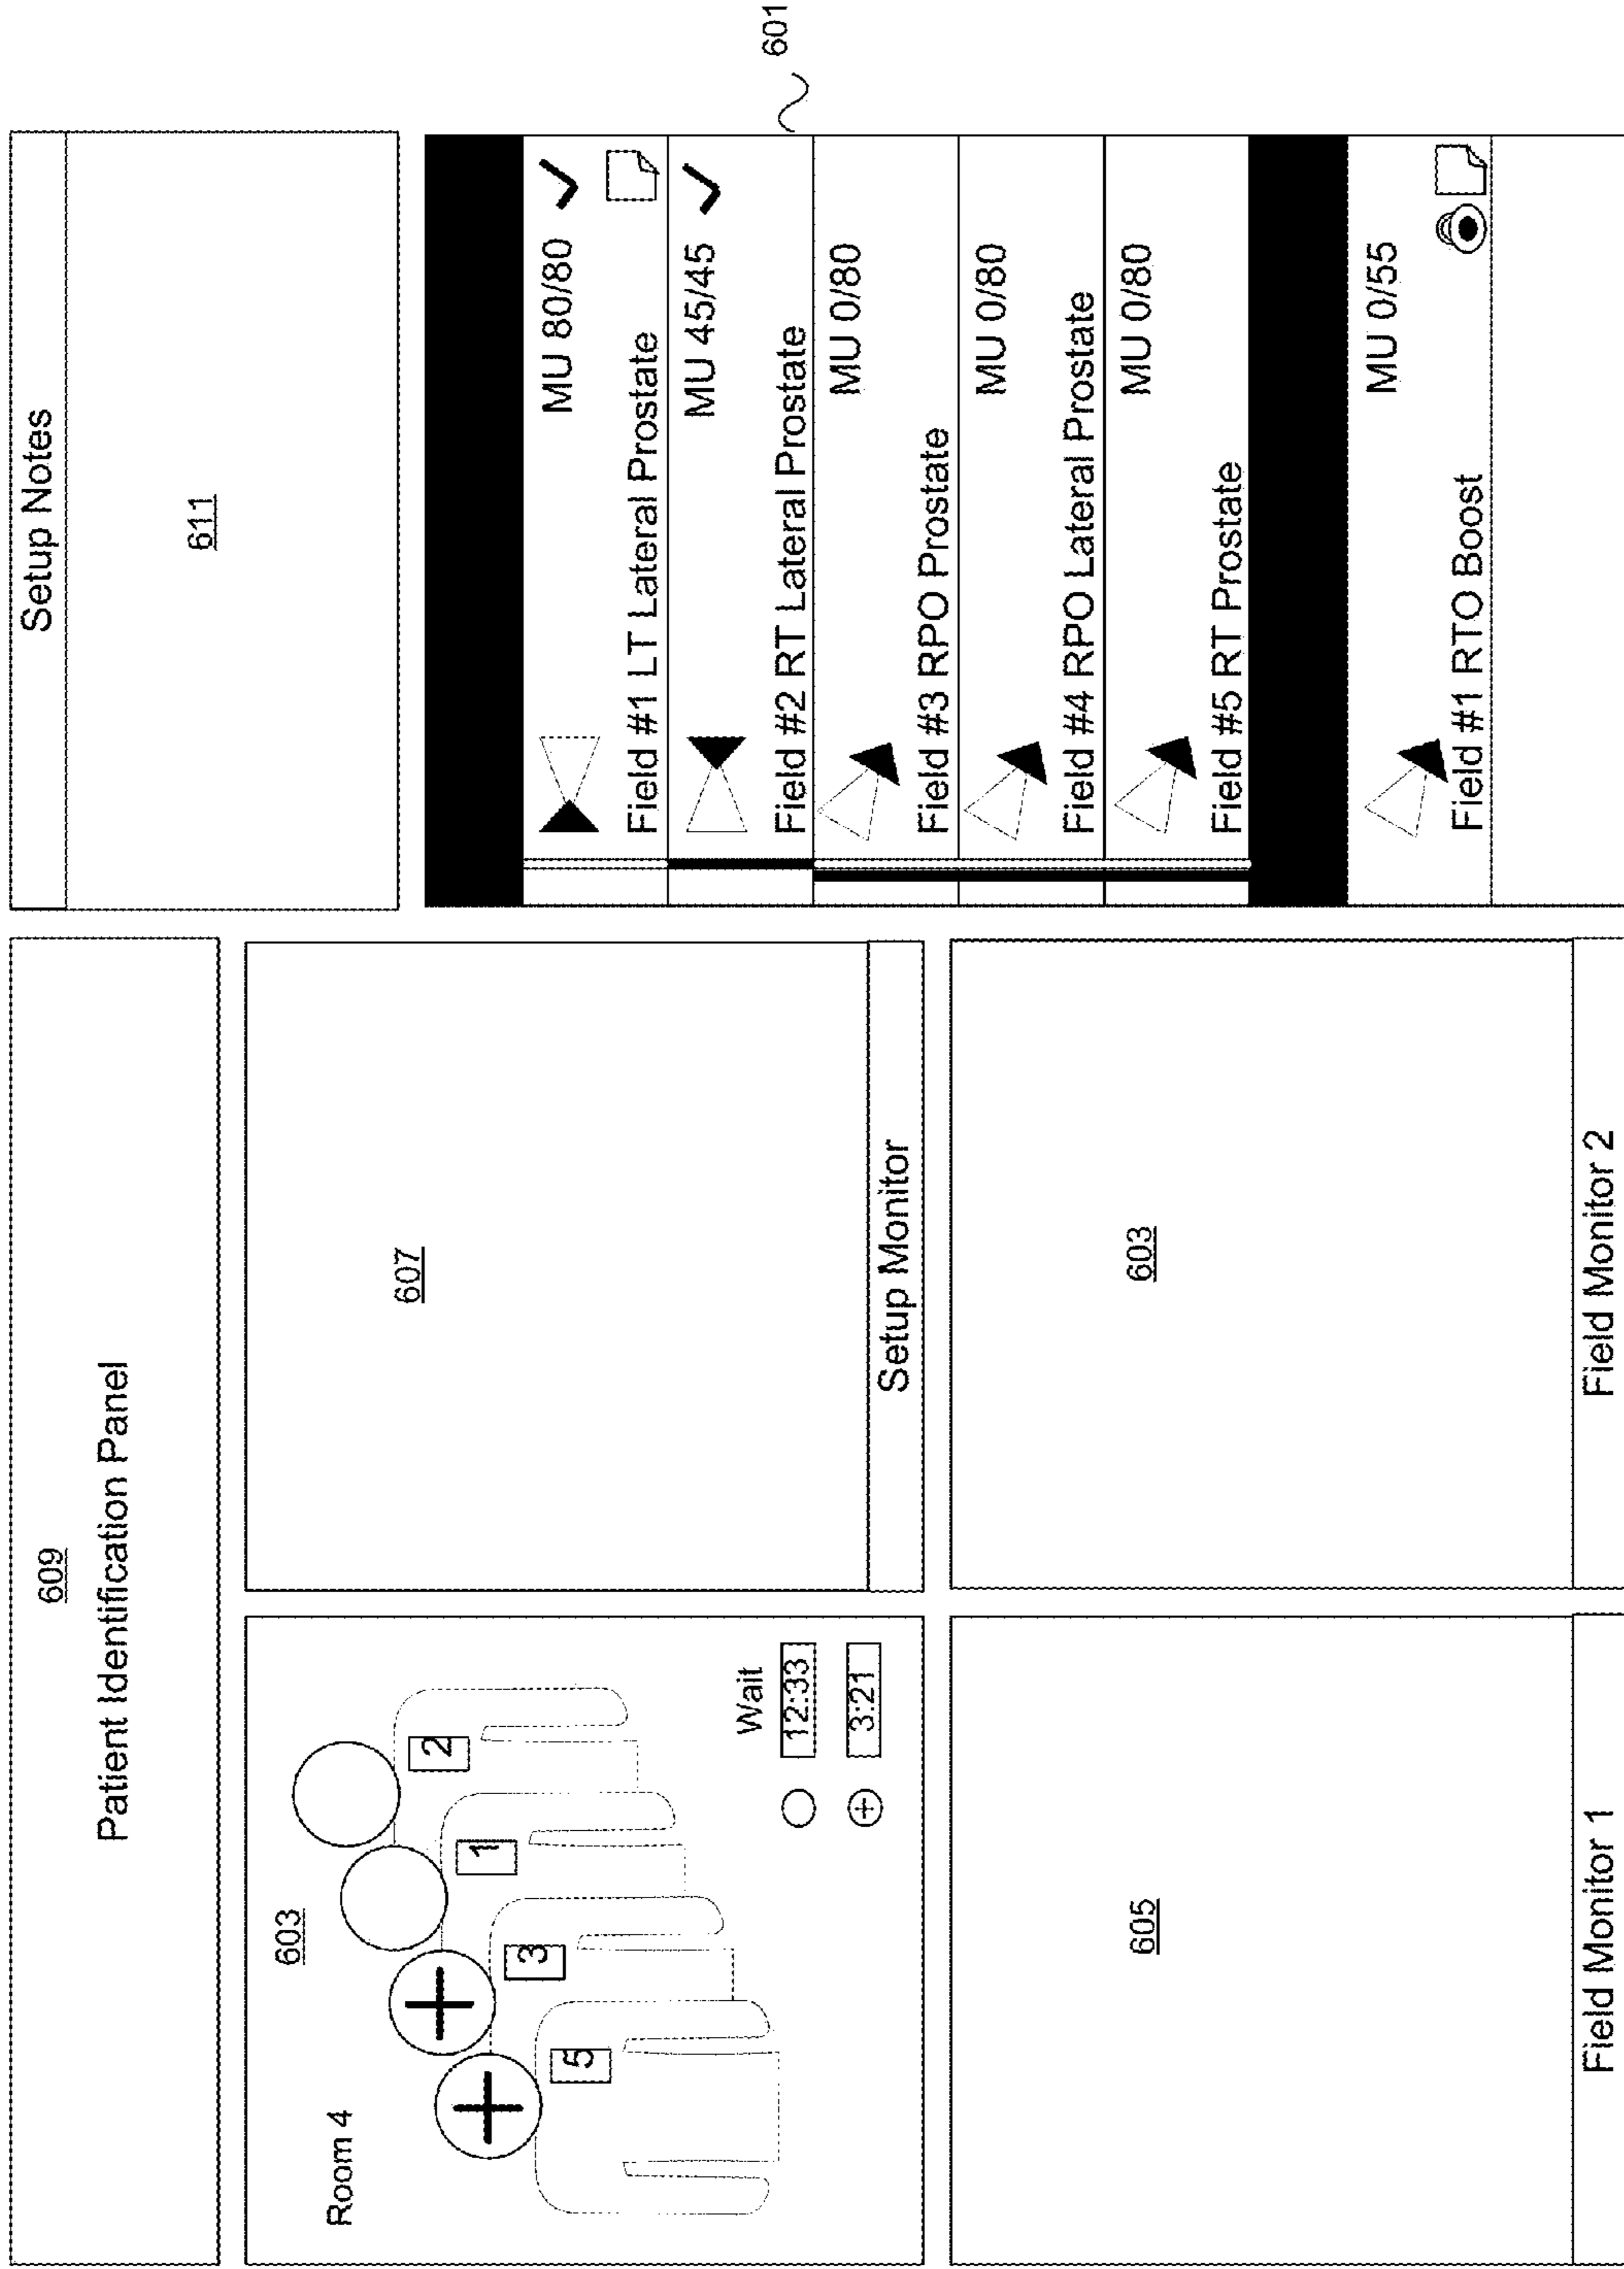 609
Patient Identification Panel
Room 4
603
5
3
1
2
Wait
12:33
3:21
607
Setup Monitor
605
Field Monitor 1
603
Field Monitor 2
Setup Notes
611
601
MU 80/80
Field #1 LT Lateral Prostate
MU 45/45
Field #2 RT Lateral Prostate
MU 0/80
Field #3 RPO Prostate
MU 0/80
Field #4 RPO Lateral Prostate
MU 0/80
Field #5 RT Prostate
MU 0/55
Field #1 RTO Boost